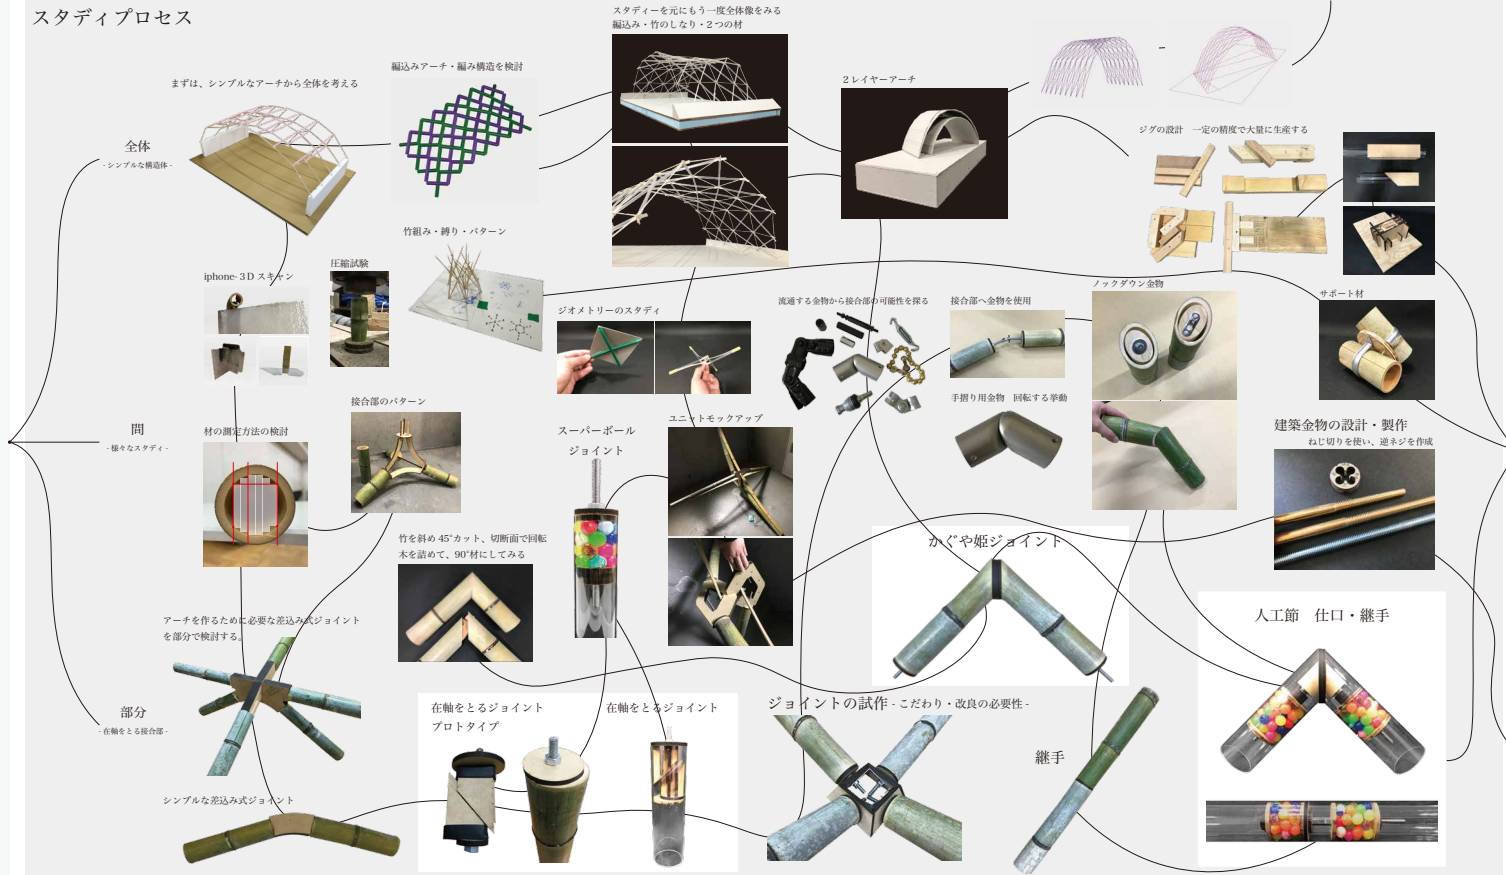 スタディプロセス
スタディーを元にもう一度全体像をみる
編込み・竹のしなり・2つの材
編込みアーチ・編み構造を検討
まずは、シンプルなアーチから全体を考える
2レイヤーアーチ
ジグの設計　一定の精度で大量に生産する
全体
- シンプルな構造体 -
竹組み・縛り・パターン
圧縮試験
iphone-3Dスキャン
ジオメトリーのスタディ
流通する金物から接合部の可能性を探る
接合部へ金物を使用
ノックダウン金物
サポート材
手摺り用金物　回転する挙動
接合部のパターン
ユニットモックアップ
間
- 様々なスタディ -
材の測定方法の検討
スーパーボール
ジョイント
建築金物の設計・製作
ねじ切りを使い、逆ネジを作成
竹を斜め45°カット、切断面で回転
木を詰めて、90°材にしてみる
かぐや姫ジョイント
人工節　仕口・継手
アーチを作るために必要な差込み式ジョイント
を部分で検討する。
部分
- 在軸をとる接合部 -
在軸をとるジョイント
プロトタイプ
在軸をとるジョイント
ジョイントの試作 - こだわり・改良の必要性 -
継手
シンプルな差込み式ジョイント